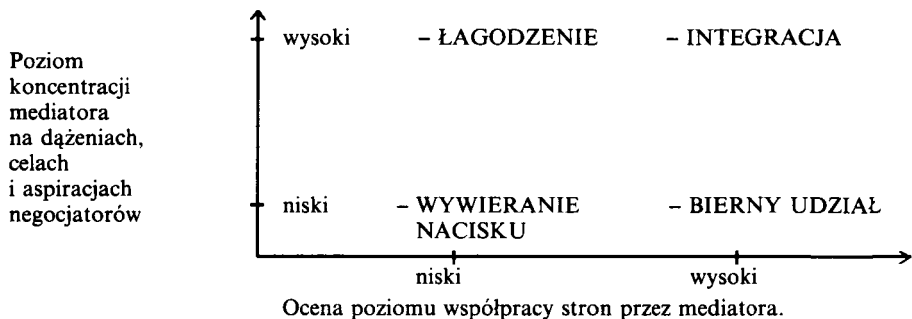 Poziom
koncentracji
mediatora
na dążeniach,
celach
i aspiracjach
negocjatorów
wysoki – ŁAGODZENIE – INTEGRACJA
niski – WYWIERANIE NACISKU – BIERNY UDZIAŁ
niski wysoki
Ocena poziomu współpracy stron przez mediatora.